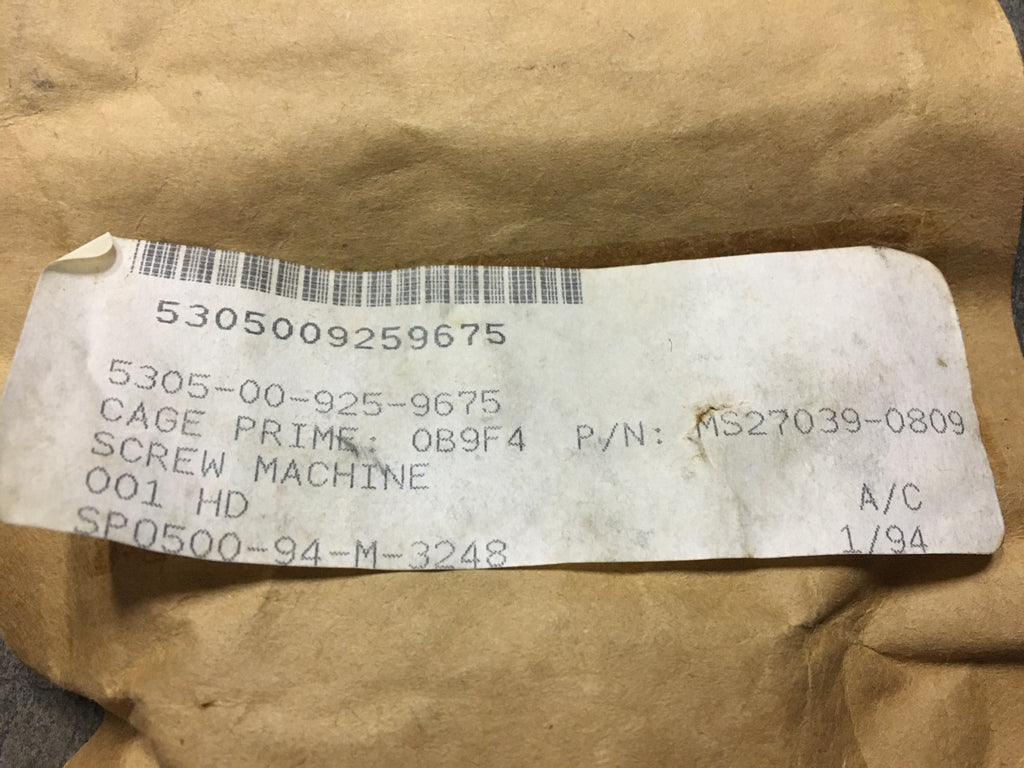 5305009259675
5305-00-925-9675
CAGE PRIME: 0B9F4 P/N: MS27039-0809
SCREW MACHINE
001 HD A/C
SP0500-94-M-3248 1/94